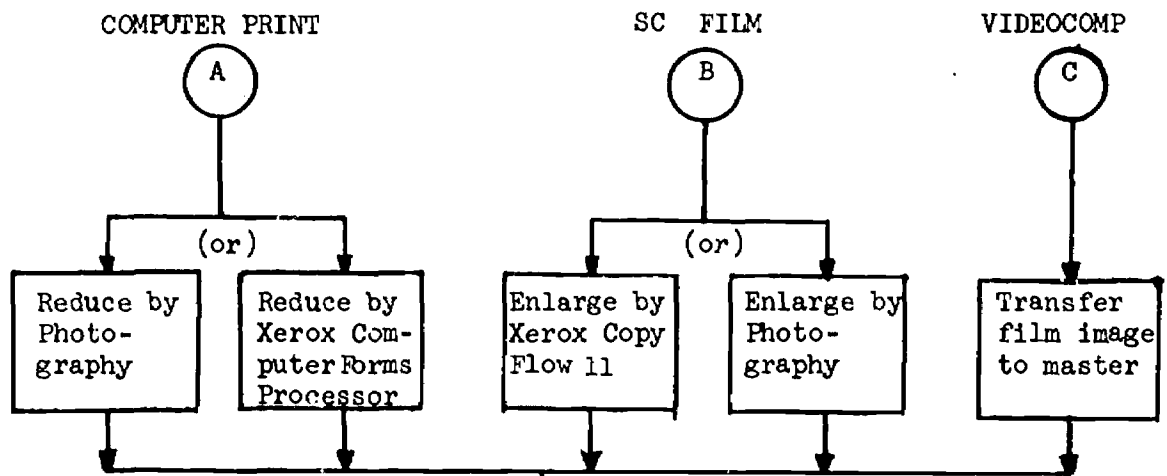 COMPUTER PRINT
SC FILM
VIDEOCOMP
A
B
C
(or)
(or)
Reduce by
Photo-
graphy
Reduce by
Xerox Com-
puter Forms
Processor
Enlarge by
Xerox Copy
Flow 11
Enlarge by
Photo-
graphy
Transfer
film image
to master